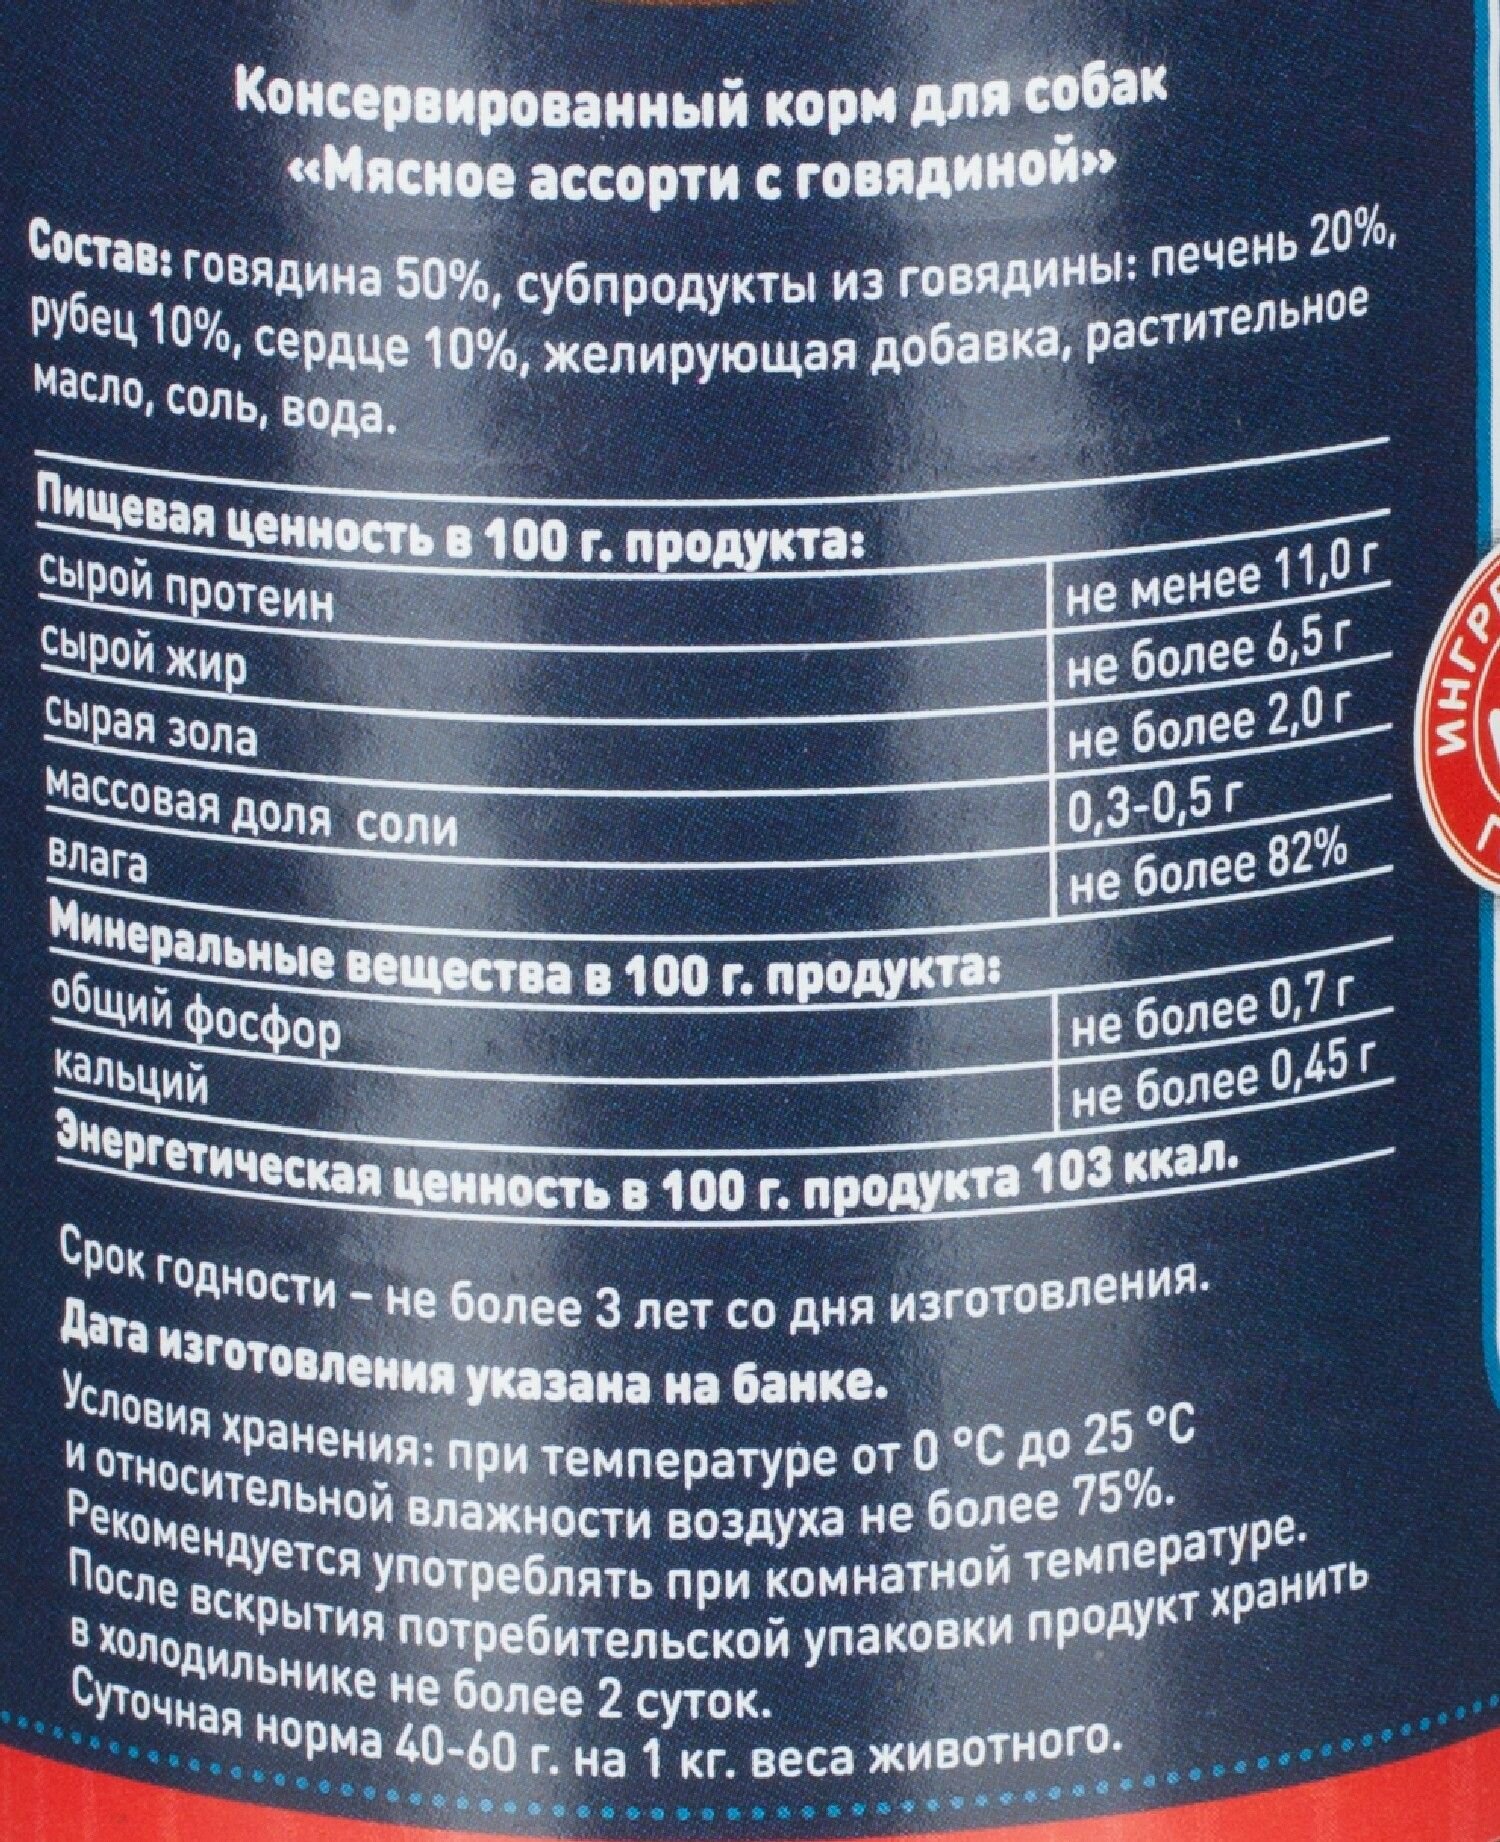 Консервированный корм для собак
«Мясное ассорти с говядиной»
Состав: говядина 50%, субпродукты из говядины: печень 20%,
рубец 10%, сердце 10%, желирующая добавка, растительное
масло, соль, вода.
Пищевая ценность в 100 г. продукта:
сырой протеин не менее 11,0 г
сырой жир не более 6,5 г
сырая зола не более 2,0 г
массовая доля соли 0,3-0,5 г
влага не более 82%
Минеральные вещества в 100 г. продукта:
общий фосфор не более 0,7 г
кальций не более 0,45 г
Энергетическая ценность в 100 г. продукта 103 ккал.
Срок годности – не более 3 лет со дня изготовления.
Дата изготовления указана на банке.
Условия хранения: при температуре от 0 °C до 25 °C
и относительной влажности воздуха не более 75%.
Рекомендуется употреблять при комнатной температуре.
После вскрытия потребительской упаковки продукт хранить
в холодильнике не более 2 суток.
Суточная норма 40-60 г. на 1 кг. веса животного.